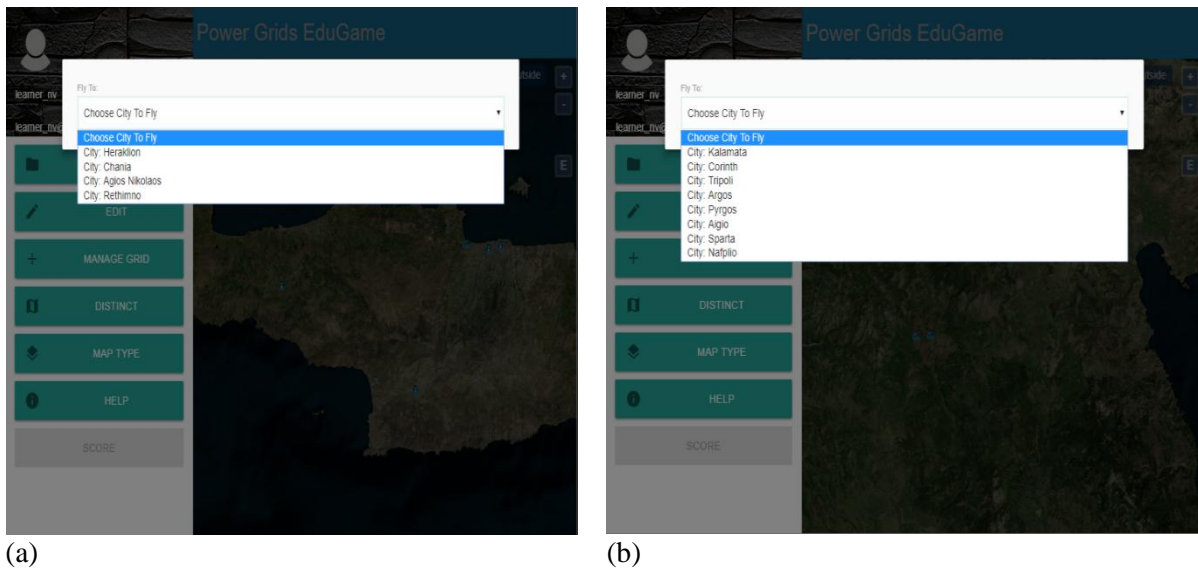 Power Grids EduGame
learner_nv
Fly To:
Choose City To Fly
Choose City To Fly
City: Heraklion
City: Chania
City: Agios Nikolaos
City: Rethimno
+
-
E
EDIT
MANAGE GRID
DISTINCT
MAP TYPE
HELP
SCORE
(a)
Power Grids EduGame
learner_nv
Fly To:
Choose City To Fly
Choose City To Fly
City: Kalamata
City: Corinth
City: Tripoli
City: Argos
City: Pyrgos
City: Aigio
City: Sparta
City: Nafplio
+
-
E
DISTINCT
MAP TYPE
HELP
SCORE
(b)